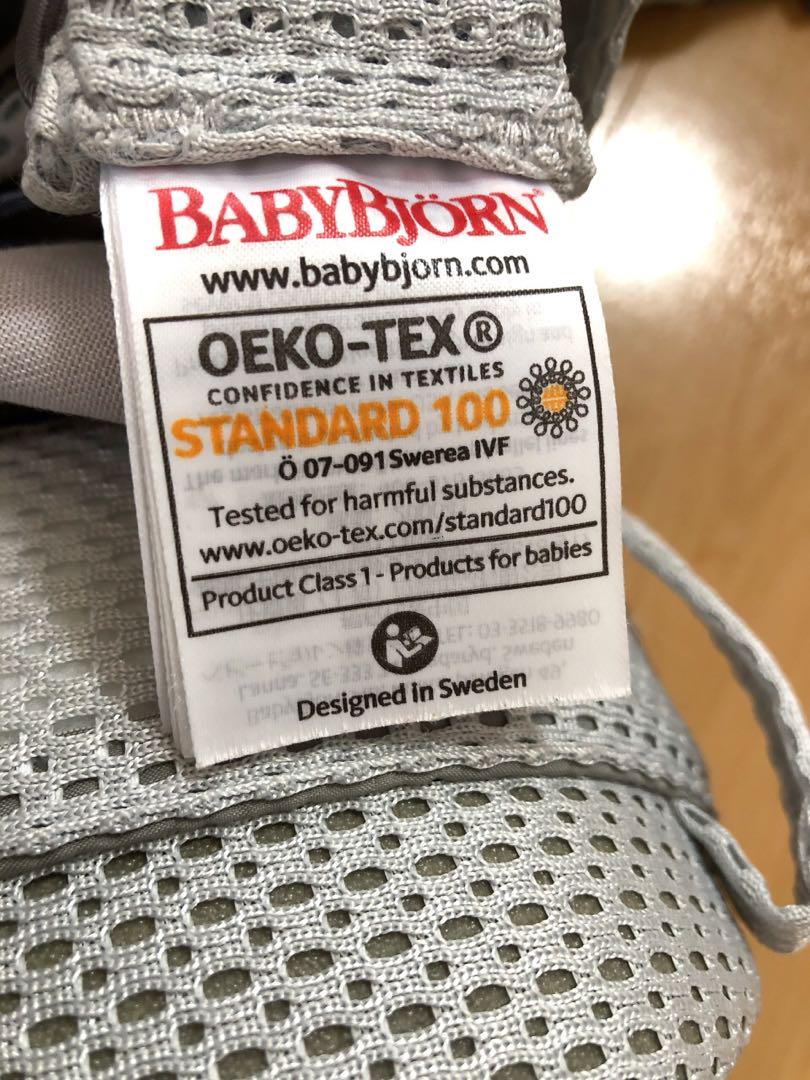 BABYBJÖRN®
www.babybjorn.com
OEKO-TEX®
CONFIDENCE IN TEXTILES
STANDARD 100
Ö 07-091 Swerea IVF
Tested for harmful substances.
www.oeko-tex.com/standard100
Product Class 1 - Products for babies
Designed in Sweden